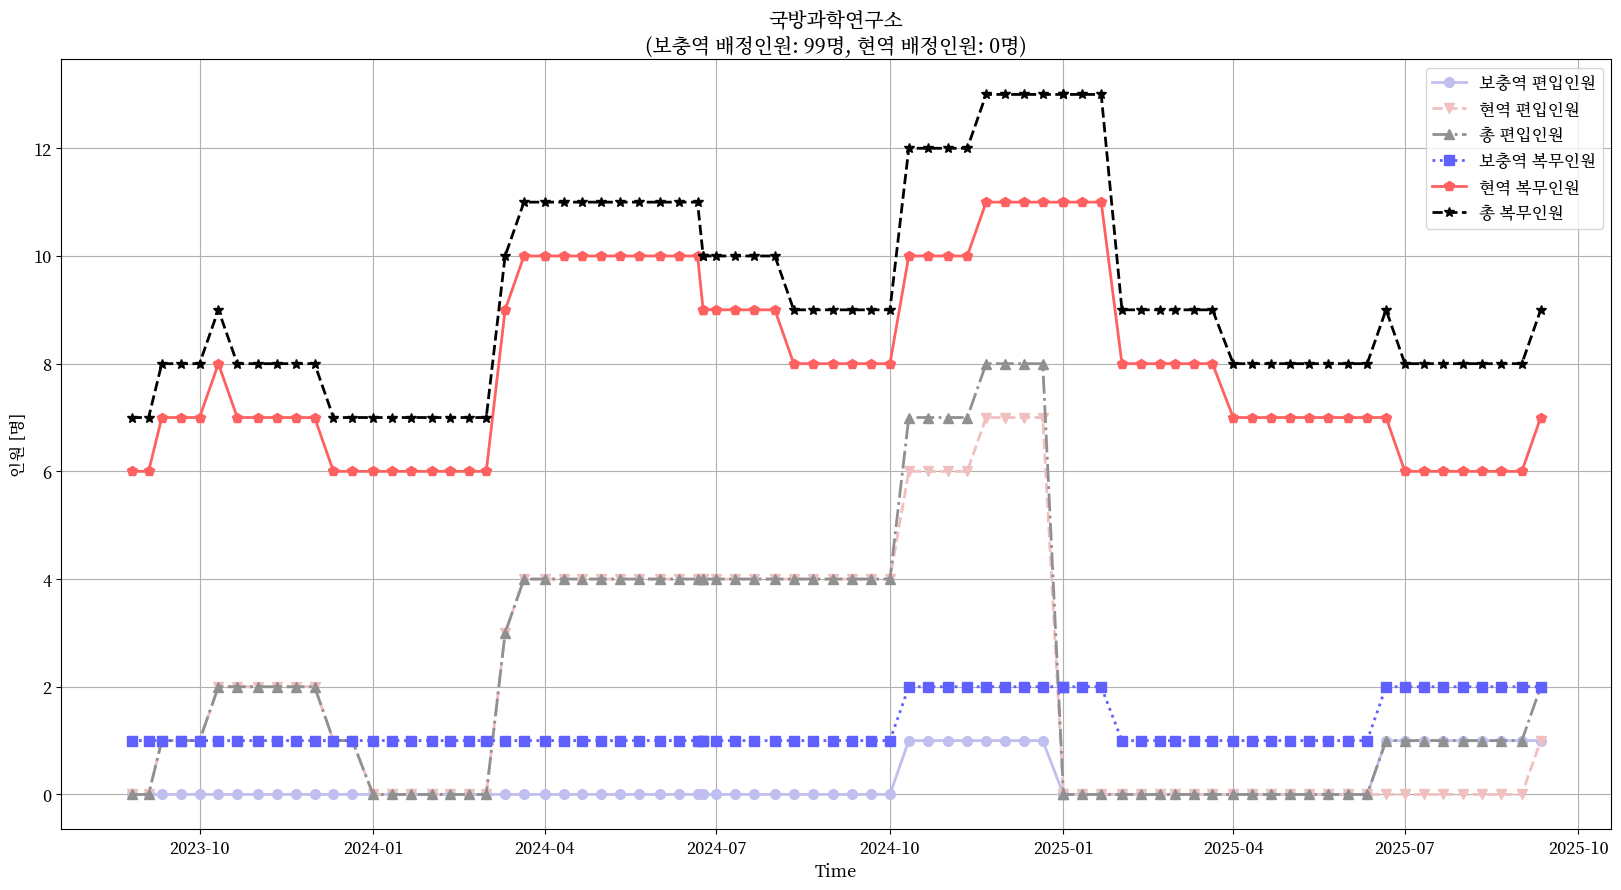 국방과학연구소
(보충역 배정인원: 99명, 현역 배정인원: 0명)
보충역 편입인원
현역 편입인원
총 편입인원
보충역 복무인원
현역 복무인원
총 복무인원
인원 [명]
12
10
8
6
4
2
0
2023-10
2024-01
2024-04
2024-07
2024-10
2025-01
2025-04
2025-07
2025-10
Time